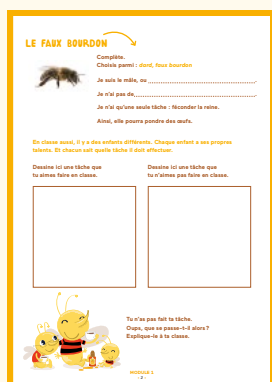 LE FAUX BOURDON
Complète.
Choisis parmi : dard, faux bourdon
Je suis le mâle, ou
Je n'ai pas de
Je n'ai qu'une seule tâche : féconder la reine.
Ainsi, elle pourra pondre des œufs.
En classe aussi, il y a des enfants différents. Chaque enfant a ses propres
talents. Et chacun sait quelle tâche il doit effectuer.
Dessine ici une tâche que
tu aimes faire en classe.
Dessine ici une tâche que
tu n'aimes pas faire en classe.
Tu n'as pas fait ta tâche.
Oups, que se passe-t-il alors ?
Explique-le à ta classe.
MODULE 1
- 2 -